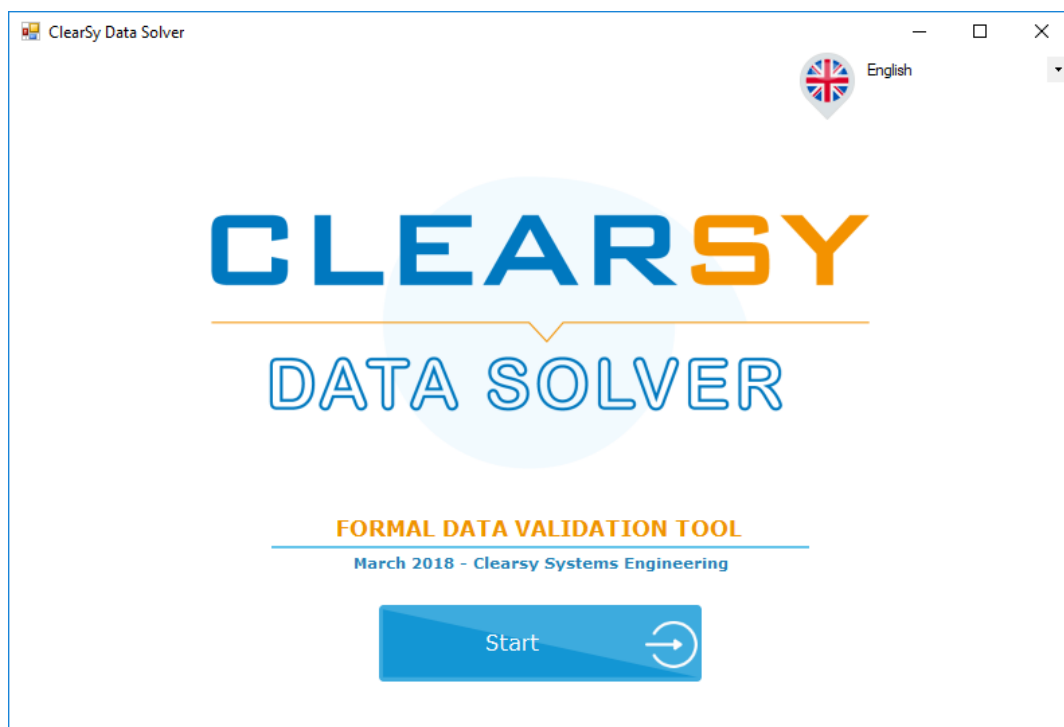 ClearSy Data Solver
English
CLEARSY
DATA SOLVER
FORMAL DATA VALIDATION TOOL
March 2018 - Clearsy Systems Engineering
Start